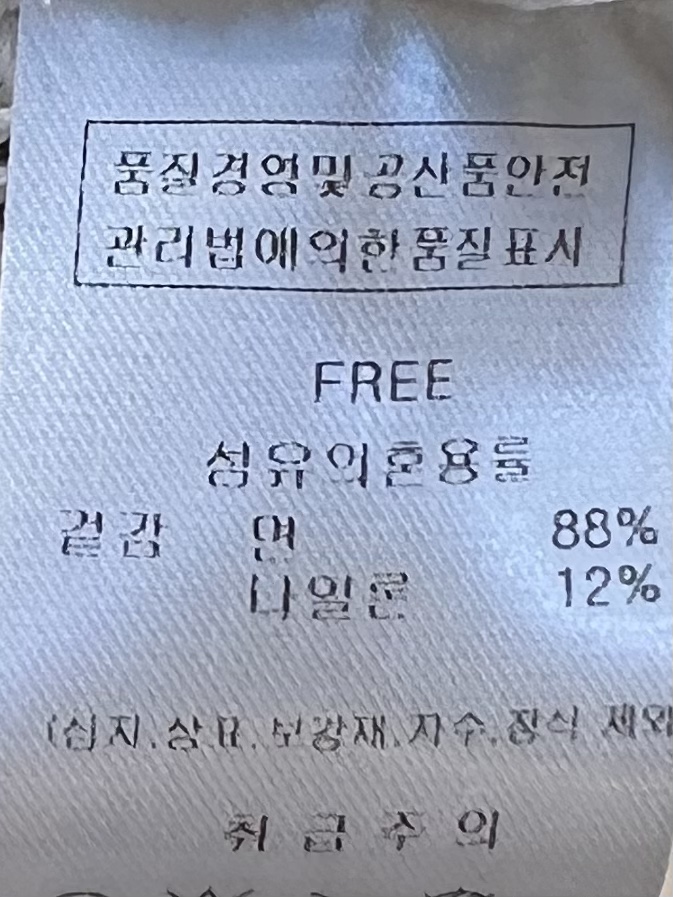 품질경영및공산품안전
관리법에의한품질표시
FREE
섬유의혼용률
겉감 면 88%
나일론 12%
(심지.상표.보강재.자수.장식 제외
취급주의